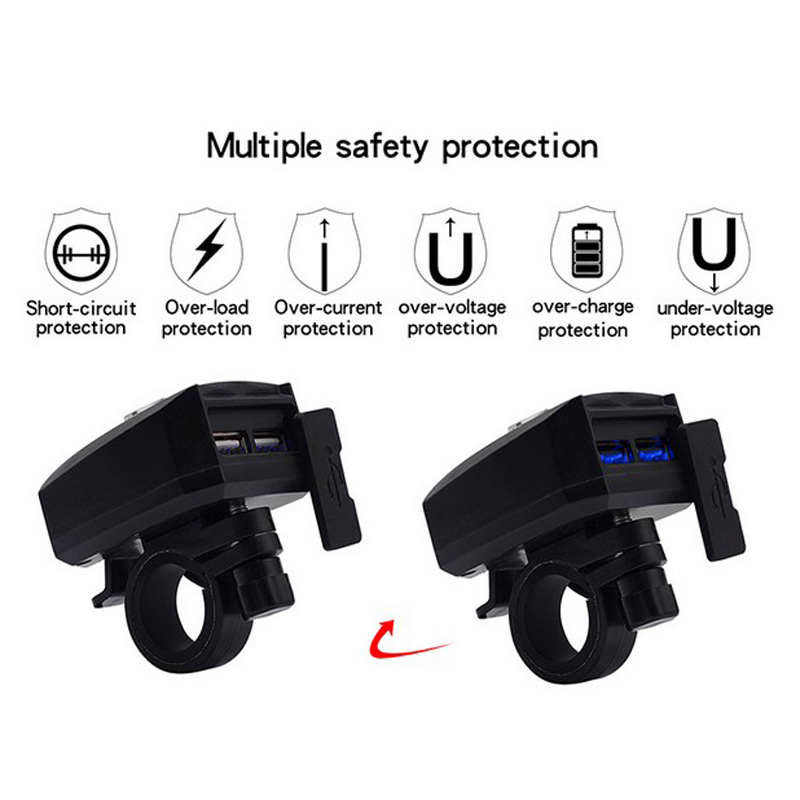 Multiple safety protection
Short-circuit
protection
Over-load
protection
Over-current
protection
over-voltage
protection
over-charge
protection
under-voltage
protection